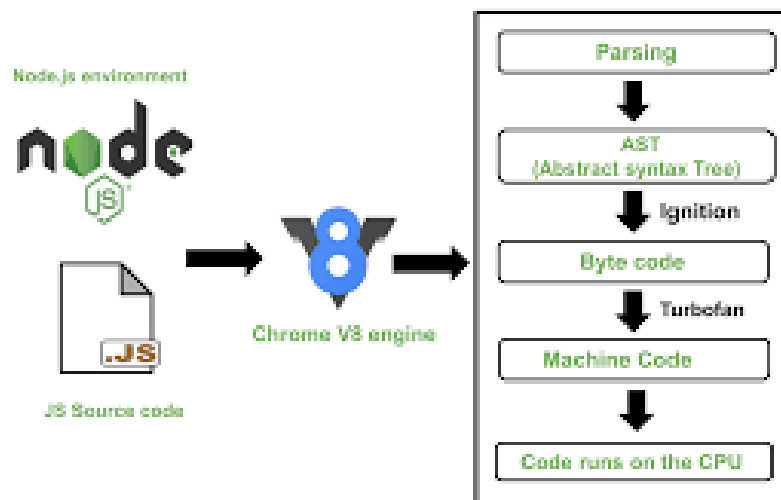 Node.js environment
node
JS
.JS
JS Source code
8
Chrome V8 engine
Parsing
AST
(Abstract syntax Tree)
Ignition
Byte code
Turbofan
Machine Code
Code runs on the CPU